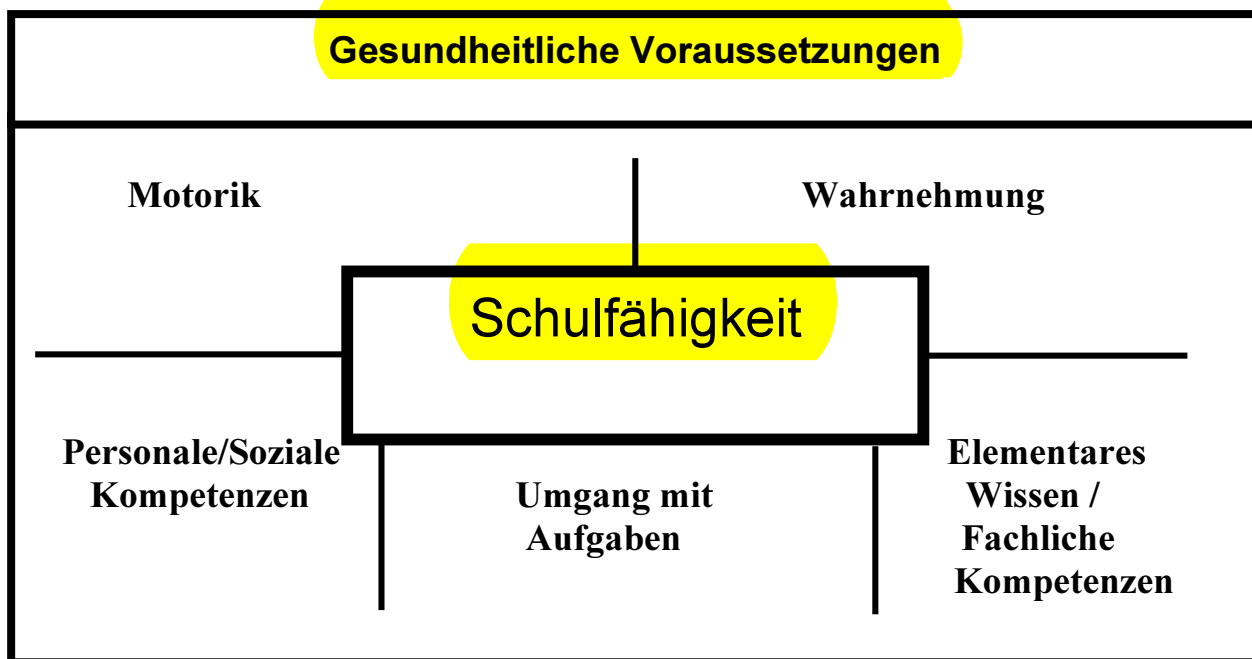 Gesundheitliche Voraussetzungen
Motorik
Wahrnehmung
Schulfähigkeit
Personale/Soziale
Kompetenzen
Umgang mit
Aufgaben
Elementares
Wissen /
Fachliche
Kompetenzen